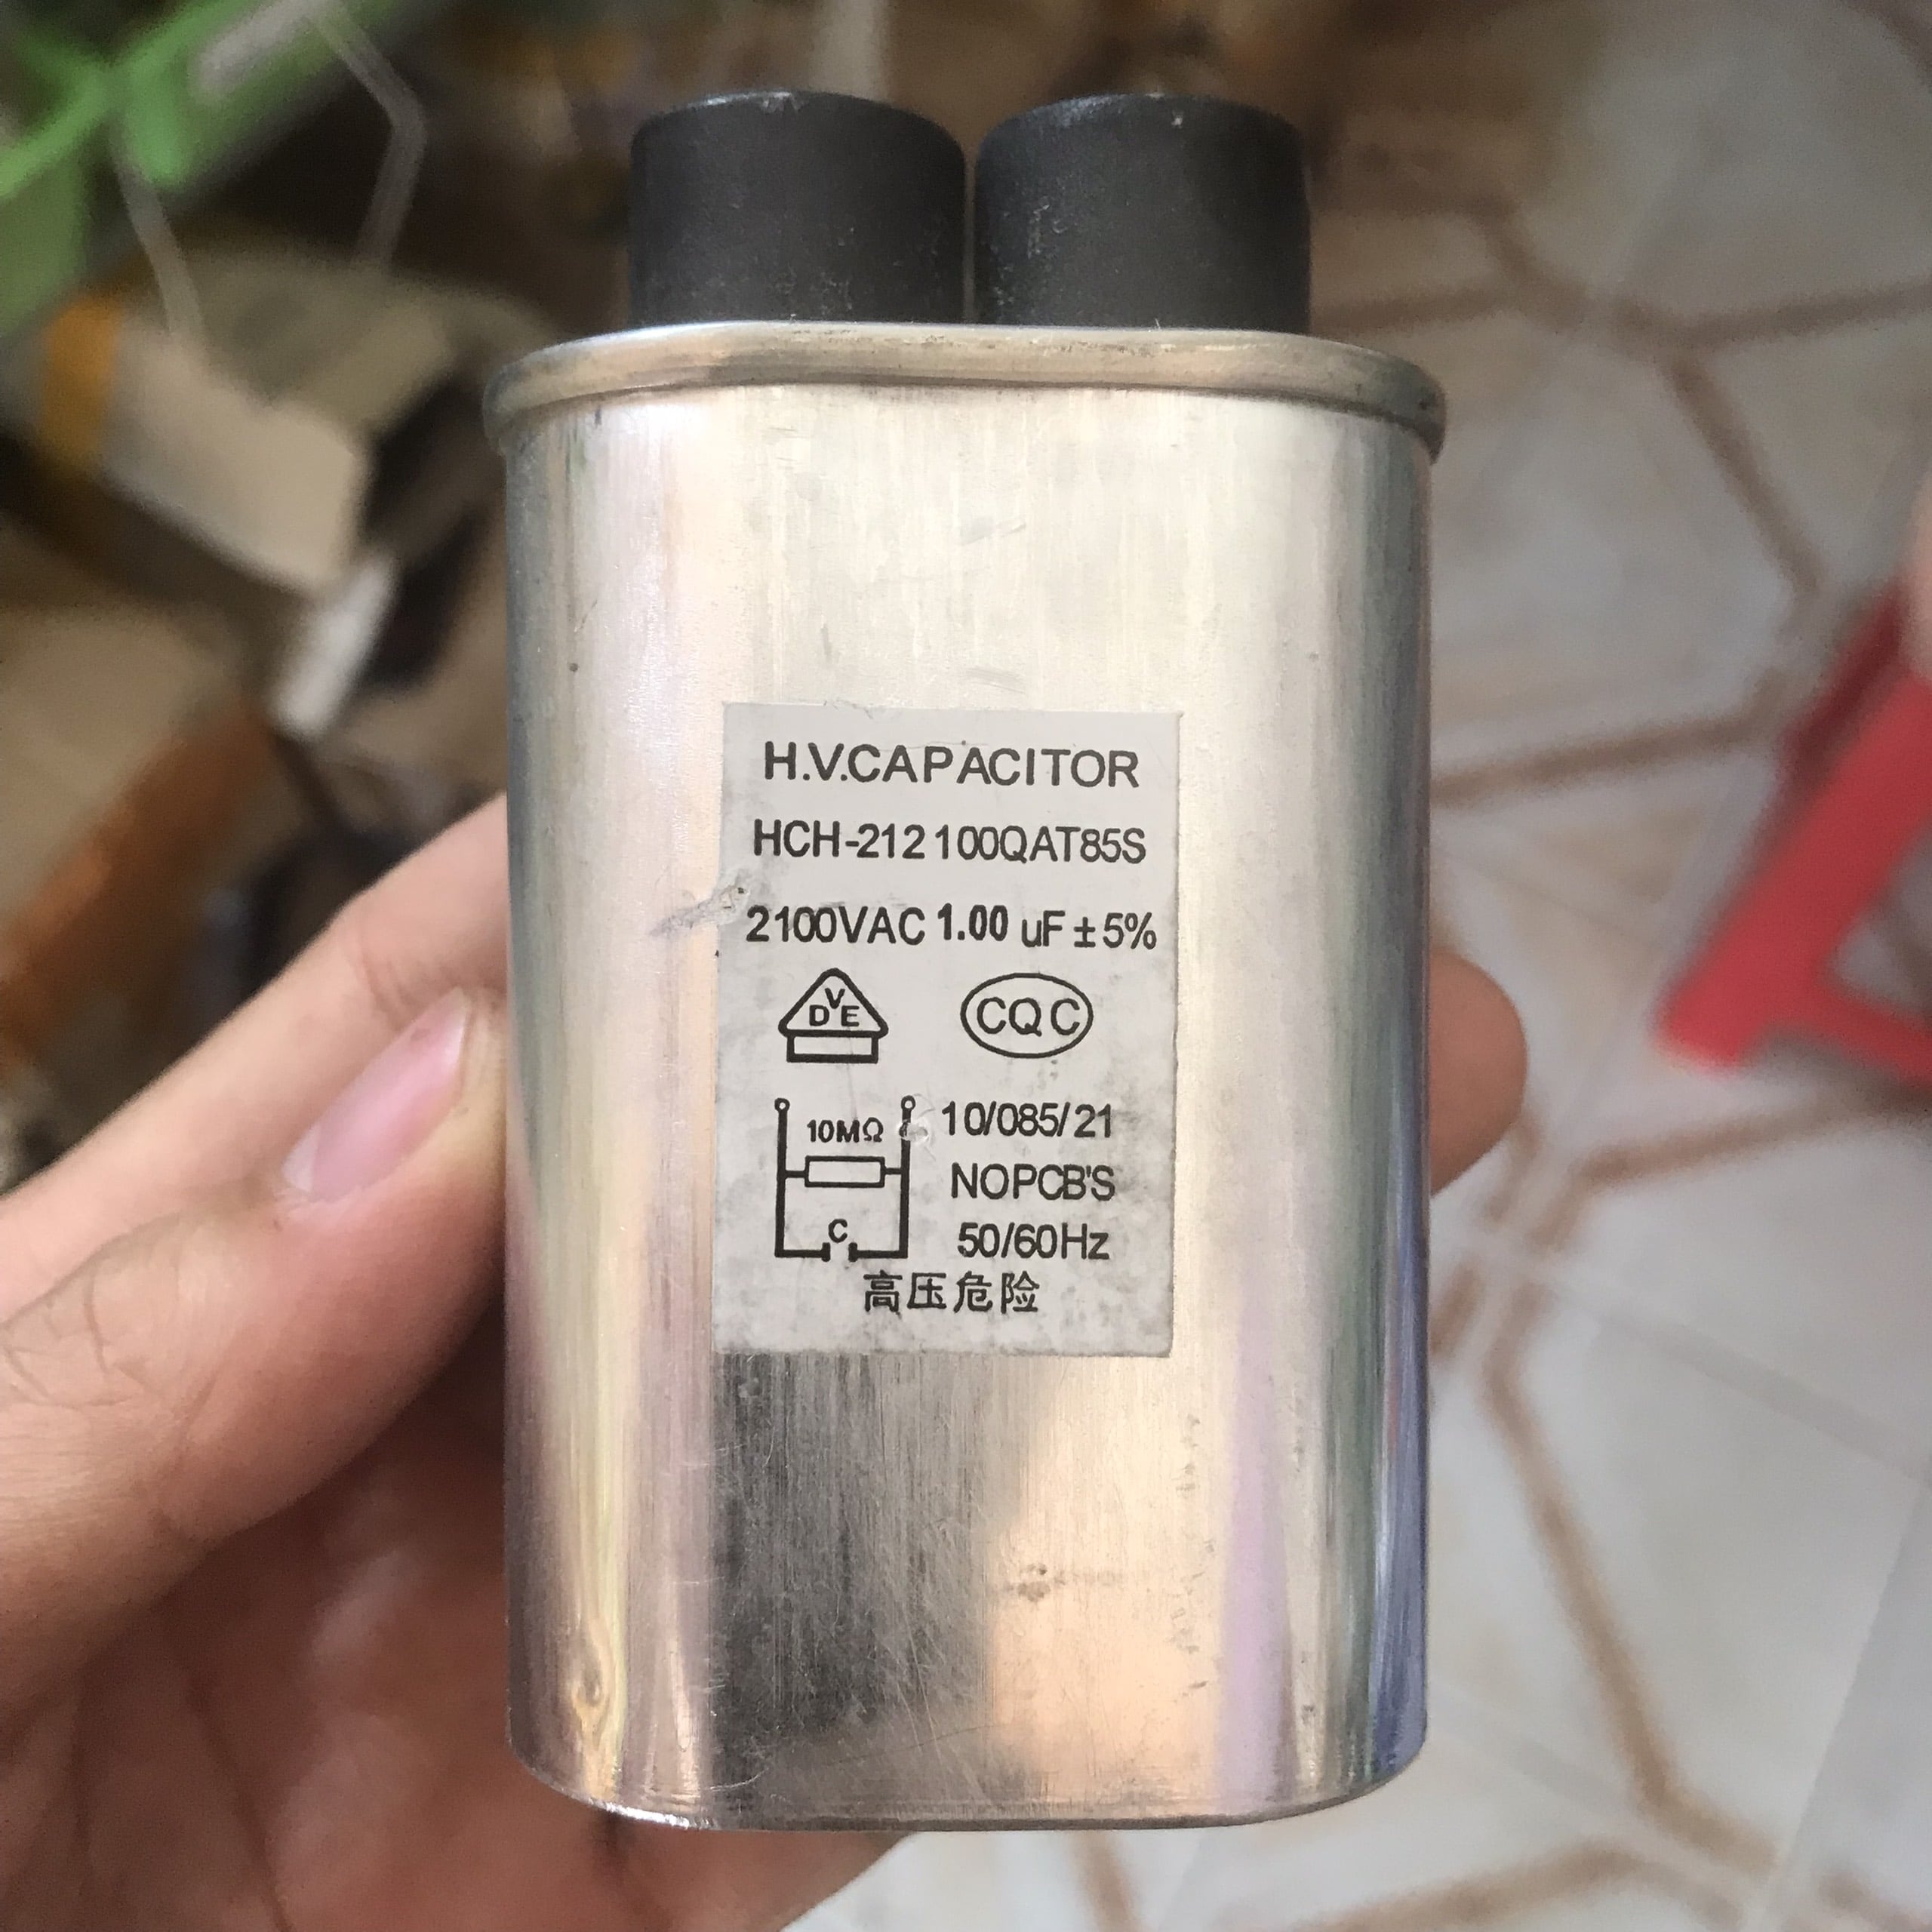 H.V.CAPACITOR
HCH-212100QAT85S
2100VAC 1.00 uF ± 5%
VDE
CQC
10MΩ
10/085/21
NOPCB'S
C
50/60Hz
高压危险